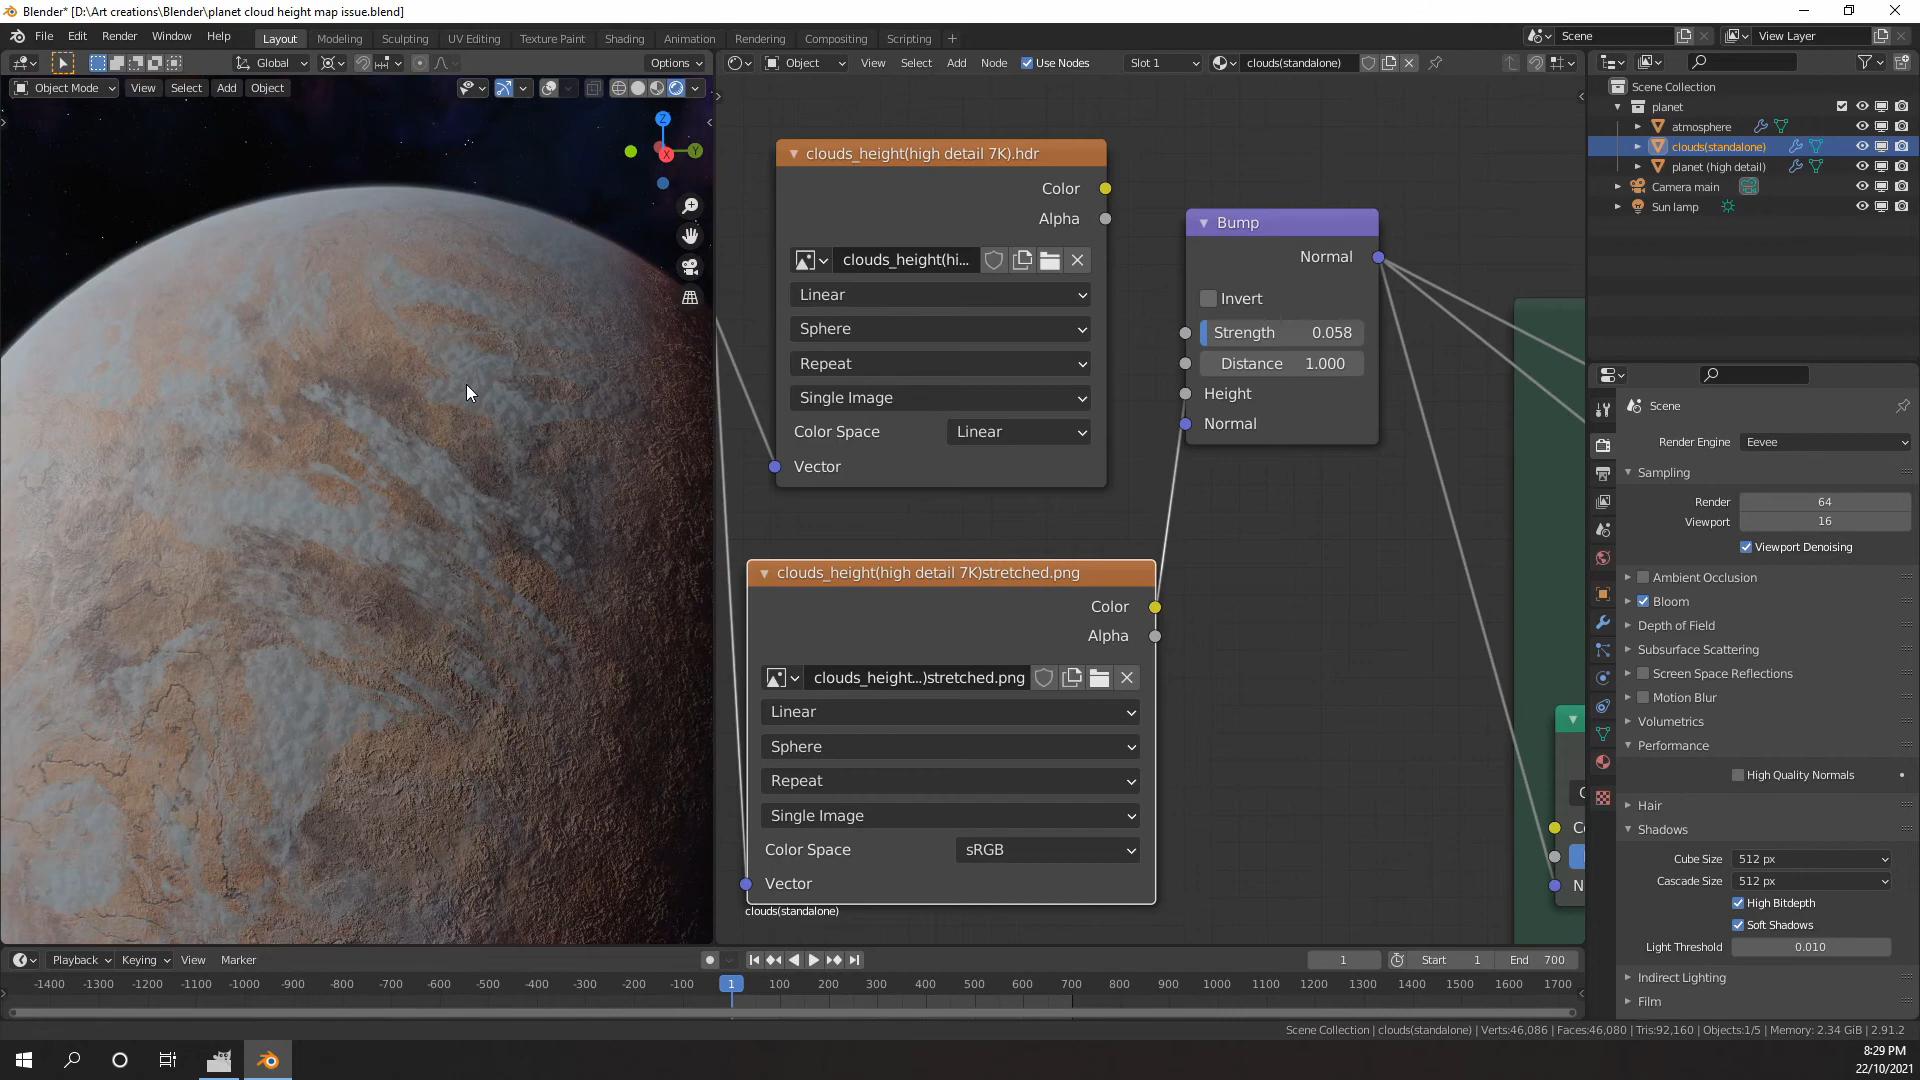 Blender* [D:\Art creations\Blender\planet cloud height map issue.blend]
File Edit Render Window Help
Layout Modeling Sculpting UV Editing Texture Paint Shading Animation Rendering Compositing Scripting +
Scene
View Layer
Global
Options
Object
View Select Add Node Use Nodes
Slot 1
clouds(standalone)
Object Mode View Select Add Object
Z
X
Y
clouds_height(high detail 7K).hdr
Color
Alpha
clouds_height(hi...
Linear
Sphere
Repeat
Single Image
Color Space Linear
Vector
Bump
Normal
Invert
Strength 0.058
Distance 1.000
Height
Normal
clouds_height(high detail 7K)stretched.png
Color
Alpha
clouds_height...)stretched.png
Linear
Sphere
Repeat
Single Image
Color Space sRGB
Vector
clouds(standalone)
Scene Collection
planet
atmosphere
clouds(standalone)
planet (high detail)
Camera main
Sun lamp
Scene
Render Engine Eevee
Sampling
Render 64
Viewport 16
Viewport Denoising
Ambient Occlusion
Bloom
Depth of Field
Subsurface Scattering
Screen Space Reflections
Motion Blur
Volumetrics
Performance
High Quality Normals
Hair
Shadows
Cube Size 512 px
Cascade Size 512 px
High Bitdepth
Soft Shadows
Light Threshold 0.010
Indirect Lighting
Film
Playback Keying View Marker
1
Start 1
End 700
-1400 -1300 -1200 -1100 -1000 -900 -800 -700 -600 -500 -400 -300 -200 -100 1 100 200 300 400 500 600 700 800 900 1000 1100 1200 1300 1400 1500 1600 1700
Scene Collection | clouds(standalone) | Verts:46,086 | Faces:46,080 | Tris:92,160 | Objects:1/5 | Memory: 2.34 GiB | 2.91.2
8:29 PM
22/10/2021